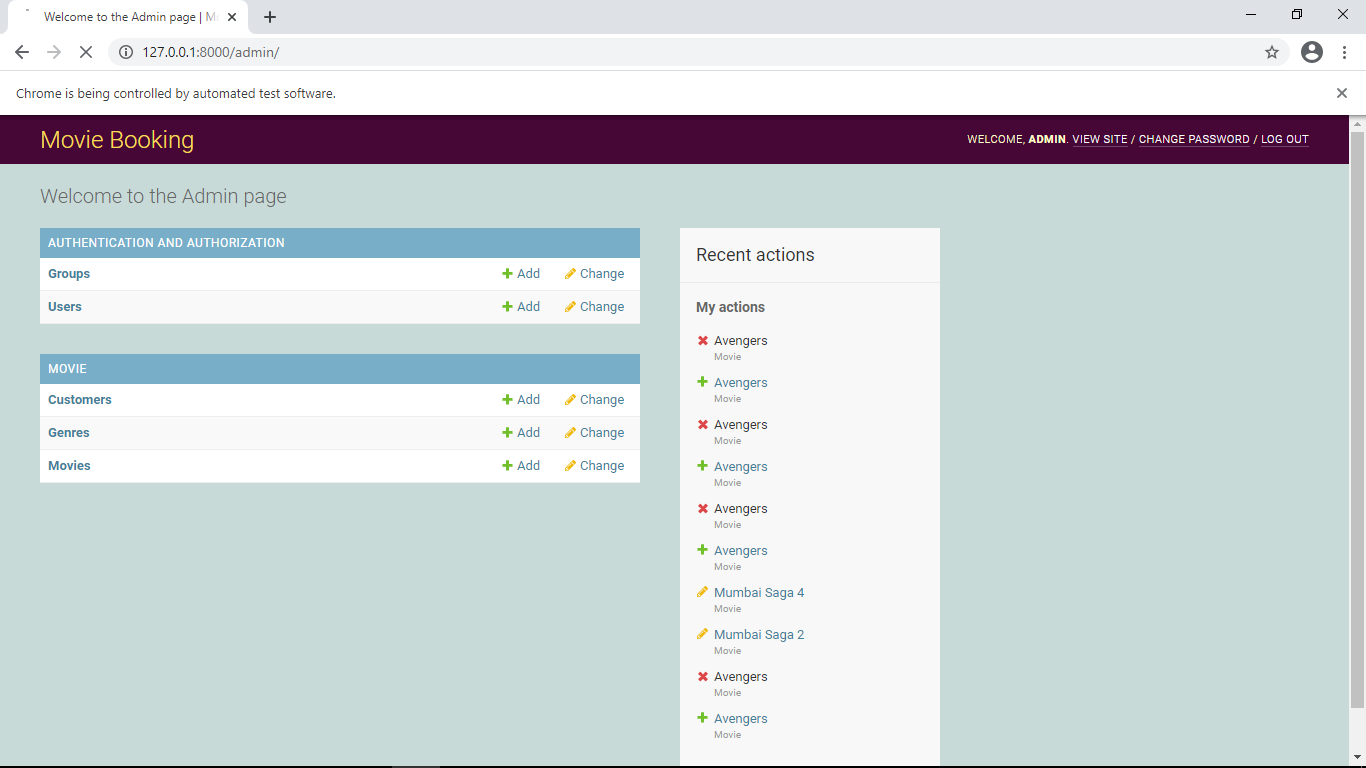 Welcome to the Admin page | M
127.0.0.1:8000/admin/
Chrome is being controlled by automated test software.
Movie Booking
WELCOME, ADMIN. VIEW SITE / CHANGE PASSWORD / LOG OUT
Welcome to the Admin page
AUTHENTICATION AND AUTHORIZATION
Groups Add Change
Users Add Change
MOVIE
Customers Add Change
Genres Add Change
Movies Add Change
Recent actions
My actions
Avengers
Movie
Avengers
Movie
Avengers
Movie
Avengers
Movie
Avengers
Movie
Avengers
Movie
Mumbai Saga 4
Movie
Mumbai Saga 2
Movie
Avengers
Movie
Avengers
Movie